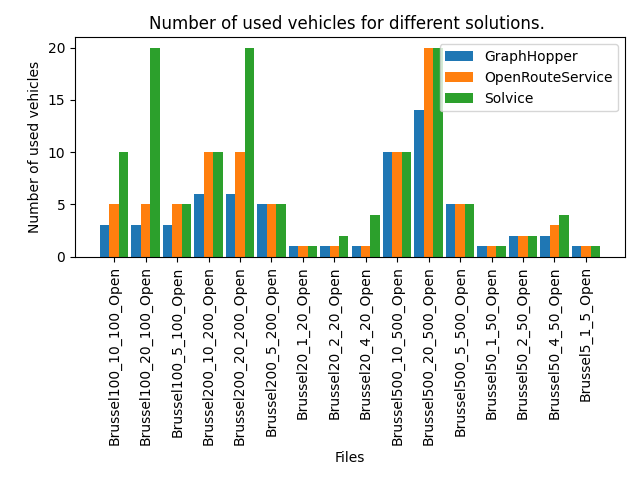 Number of used vehicles for different solutions.
GraphHopper
OpenRouteService
Solvice
Number of used vehicles
20
15
10
5
0
Brussel100_10_100_Open
Brussel100_20_100_Open
Brussel100_5_100_Open
Brussel200_10_200_Open
Brussel200_20_200_Open
Brussel200_5_200_Open
Brussel20_1_20_Open
Brussel20_2_20_Open
Brussel20_4_20_Open
Brussel500_10_500_Open
Brussel500_20_500_Open
Brussel500_5_500_Open
Brussel50_1_50_Open
Brussel50_2_50_Open
Brussel50_4_50_Open
Brussel5_1_5_Open
Files